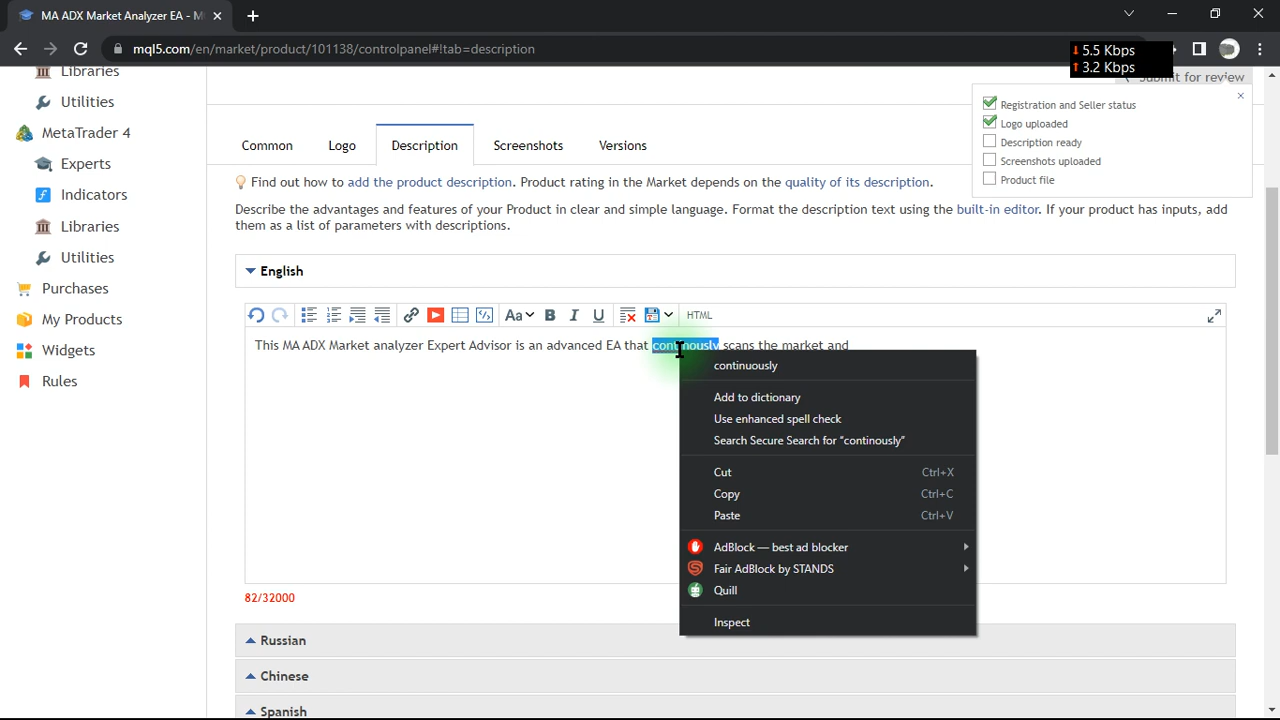 MA ADX Market Analyzer EA - M
mql5.com/en/market/product/101138/controlpanel#!tab=description
↓ 5.5 Kbps
↑ 3.2 Kbps
Submit for review
Libraries
Utilities
MetaTrader 4
Experts
Indicators
Libraries
Utilities
Purchases
My Products
Widgets
Rules
Registration and Seller status
Logo uploaded
Description ready
Screenshots uploaded
Product file
Common Logo Description Screenshots Versions
Find out how to add the product description. Product rating in the Market depends on the quality of its description.
Describe the advantages and features of your Product in clear and simple language. Format the description text using the built-in editor. If your product has inputs, add
them as a list of parameters with descriptions.
English
Aa B I U HTML
This MA ADX Market analyzer Expert Advisor is an advanced EA that continously scans the market and
continuously
Add to dictionary
Use enhanced spell check
Search Secure Search for “continously”
Cut Ctrl+X
Copy Ctrl+C
Paste Ctrl+V
AdBlock — best ad blocker
Fair AdBlock by STANDS
Quill
Inspect
82/32000
Russian
Chinese
Spanish